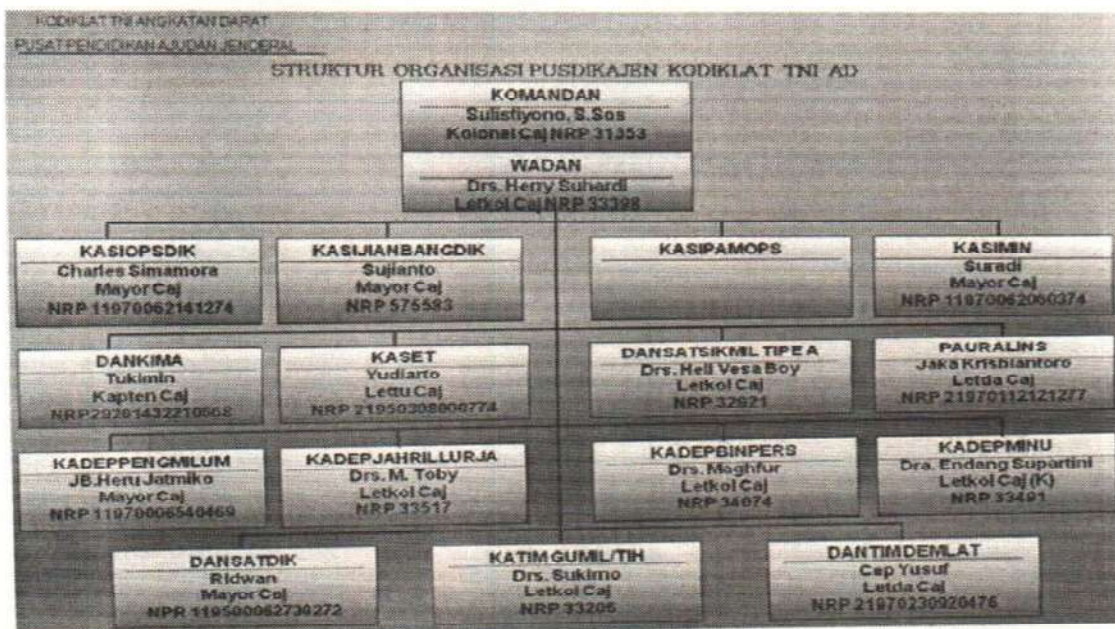 KODIKLAT TNI ANGKATAN DARAT
PUSAT PENDIDIKAN AJUDAN JENDERAL
STRUKTUR ORGANISASI PUSDIKAJEN KODIKLAT TNI AD
KOMANDAN
Sulistiyono, S.Sos
Kolonel Caj NRP 31353
WADAN
Drs. Herry Suhardi
Letkol Caj NRP 33398
KASIOPSDIK
Charles Simamora
Mayor Caj
NRP 11970062141274
KASIJIANBANGDIK
Sujianto
Mayor Caj
NRP 575583
KASIPAMOPS
KASIMIN
Suradi
Mayor Caj
NRP 11970062060374
DANKIMA
Tukimin
Kapten Caj
KASET
Yudiarto
Lettu Caj
NRP 21950308000774
DANSATSIKMIL TIPE A
Drs. Heli Vesa Boy
Letkol Caj
NRP 32921
PAURALINS
Jaka Krisbiantoro
Letda Caj
NRP 21970112121277
KADEPPENGMILUM
JB.Heru Jatmiko
Mayor Caj
NRP 11970006540469
KADEPJAHRILLURJA
Drs. M. Toby
Letkol Caj
NRP 33517
KADEPBINPERS
Drs. Maghfur
Letkol Caj
NRP 34074
KADEPMINU
Dra. Endang Supartini
Letkol Caj (K)
NRP 33491
DANSATDIK
Ridwan
Mayor Caj
NPR 119500062730272
KATIM GUMIL/TIH
Drs. Sukirno
Letkol Caj
NRP 33205
DANTIMDEMLAT
Cep Yusuf
Letda Caj
NRP 21970230920476